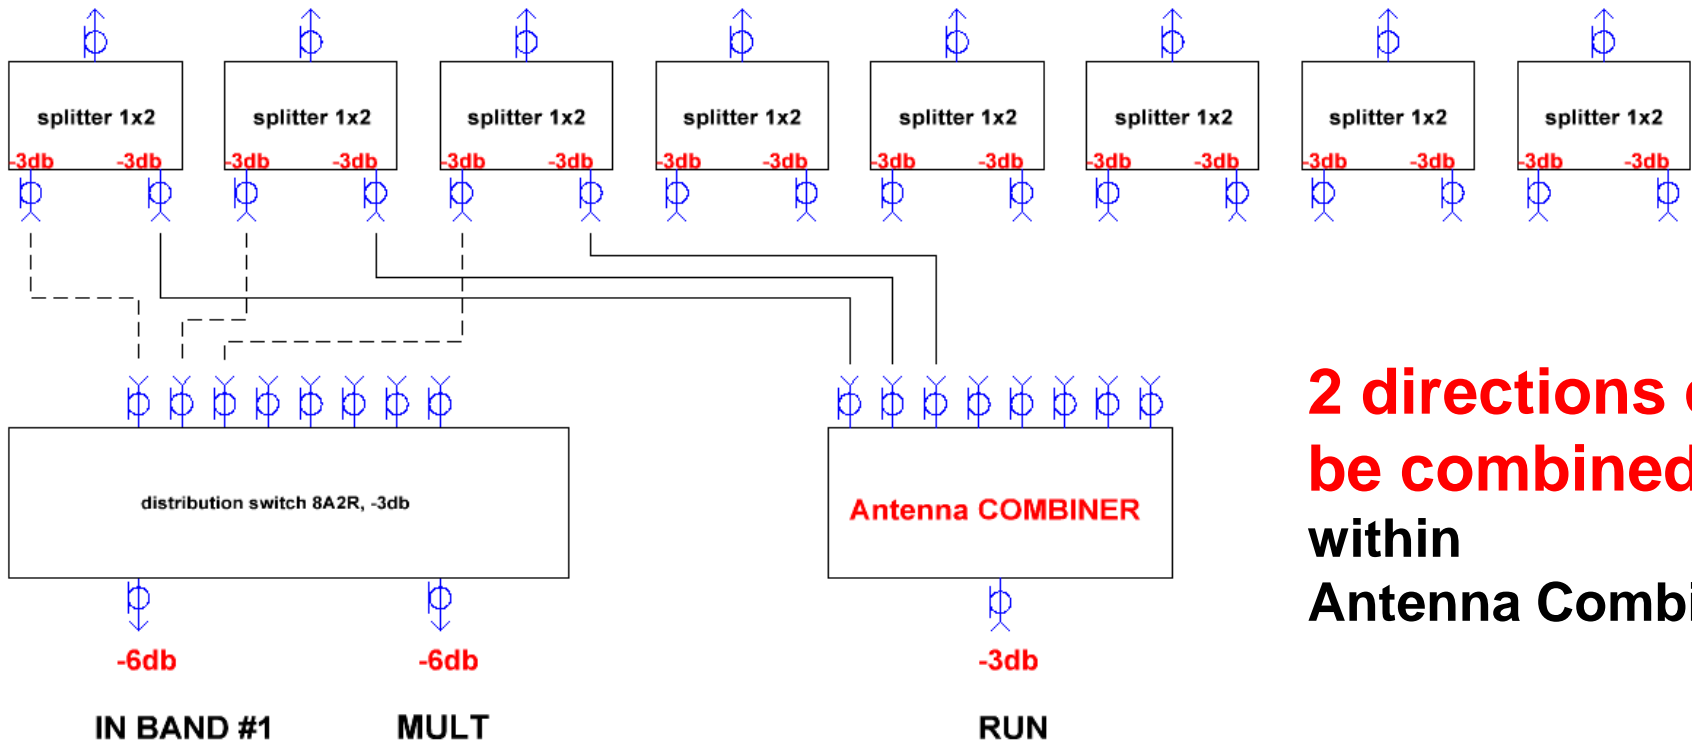 splitter 1x2 splitter 1x2 splitter 1x2 splitter 1x2 splitter 1x2 splitter 1x2 splitter 1x2 splitter 1x2
-3db -3db -3db -3db -3db -3db -3db -3db -3db -3db -3db -3db -3db -3db -3db -3db
2 directions
be combined
within
Antenna
distribution switch 8A2R, -3db
Antenna COMBINER
-6db -6db -3db
IN BAND #1 MULT RUN